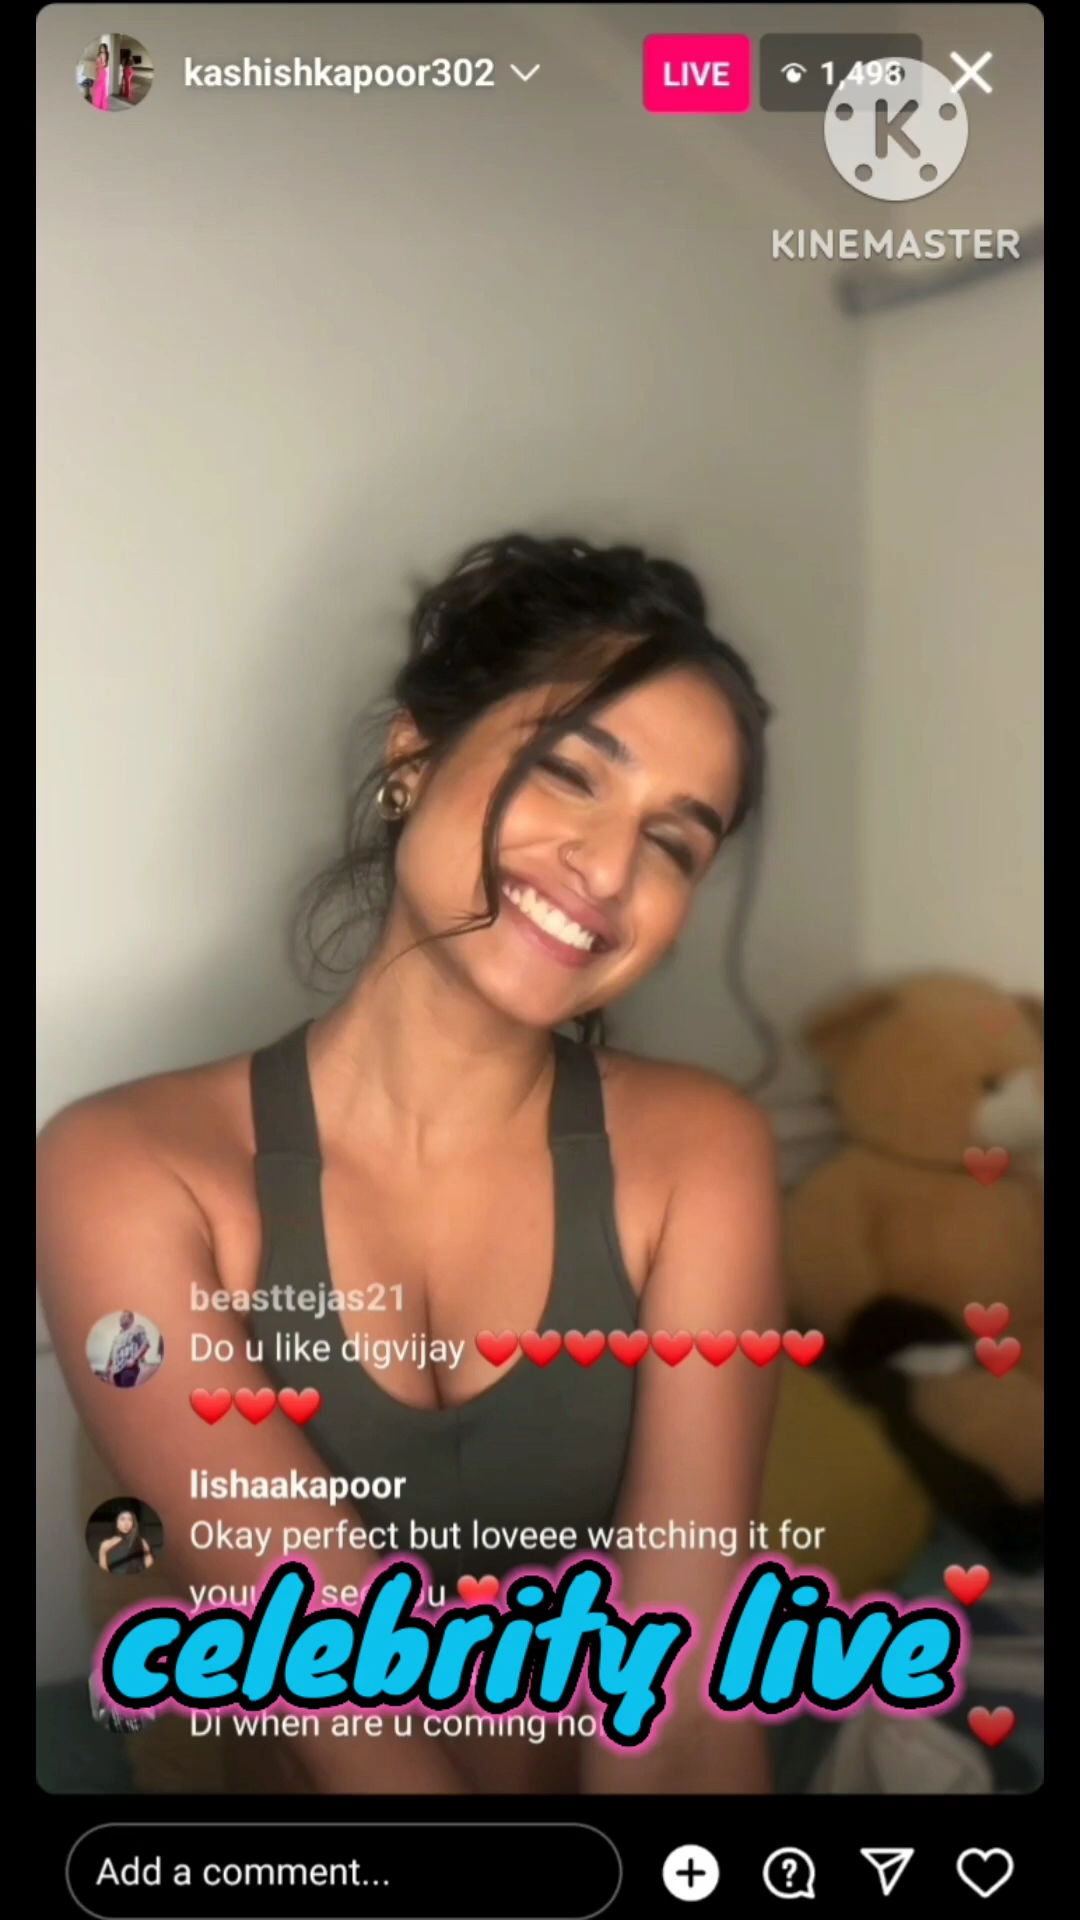 kashishkapoor302
LIVE
1,498
K
KINEMASTER
beasttejas21
Do u like digvijay ❤️❤️❤️❤️❤️❤️❤️❤️
❤️❤️❤️
lishaakapoor
Okay perfect but loveee watching it for
celebrity live
Di when are u coming
Add a comment...